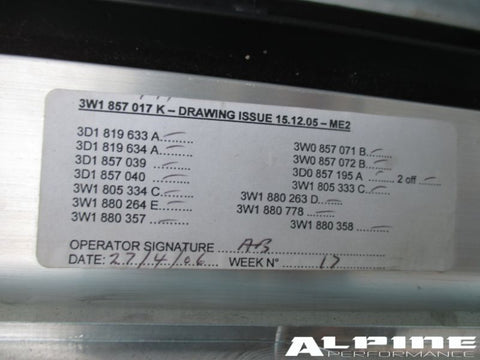 3W1 857 017 K – DRAWING ISSUE 15.12.05 – ME2
3D1 819 633 A
3D1 819 634 A
3D1 857 039
3D1 857 040
3W1 805 334 C
3W1 880 264 E
3W1 880 357
3W0 857 071 B
3W0 857 072 B
3D0 857 195 A 2 off
3W1 805 333 C
3W1 880 263 D
3W1 880 778
3W1 880 358
OPERATOR SIGNATURE AB
DATE: 27/4/06 WEEK N° 17
ALPINE
PERFORMANCE